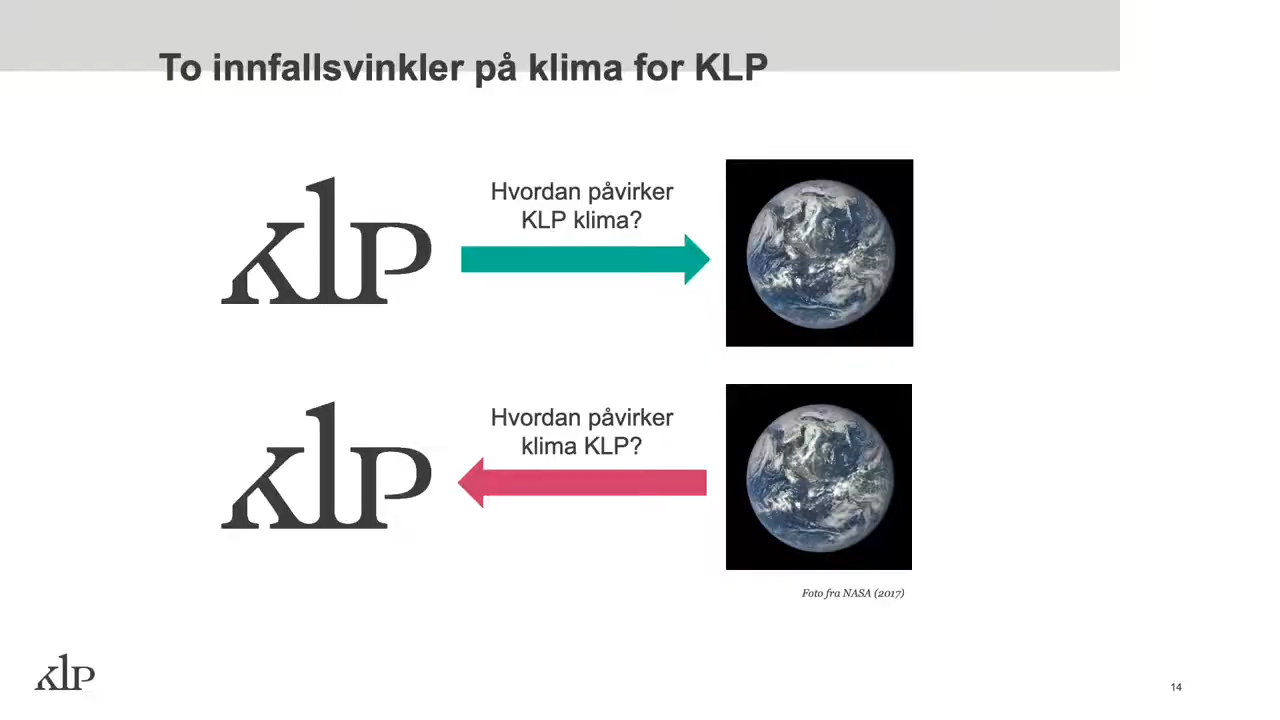 To innfallsvinkler på klima for KLP
KLP
Hvordan påvirker
KLP klima?
KLP
Hvordan påvirker
klima KLP?
Foto fra NASA (2017)
KLP
14